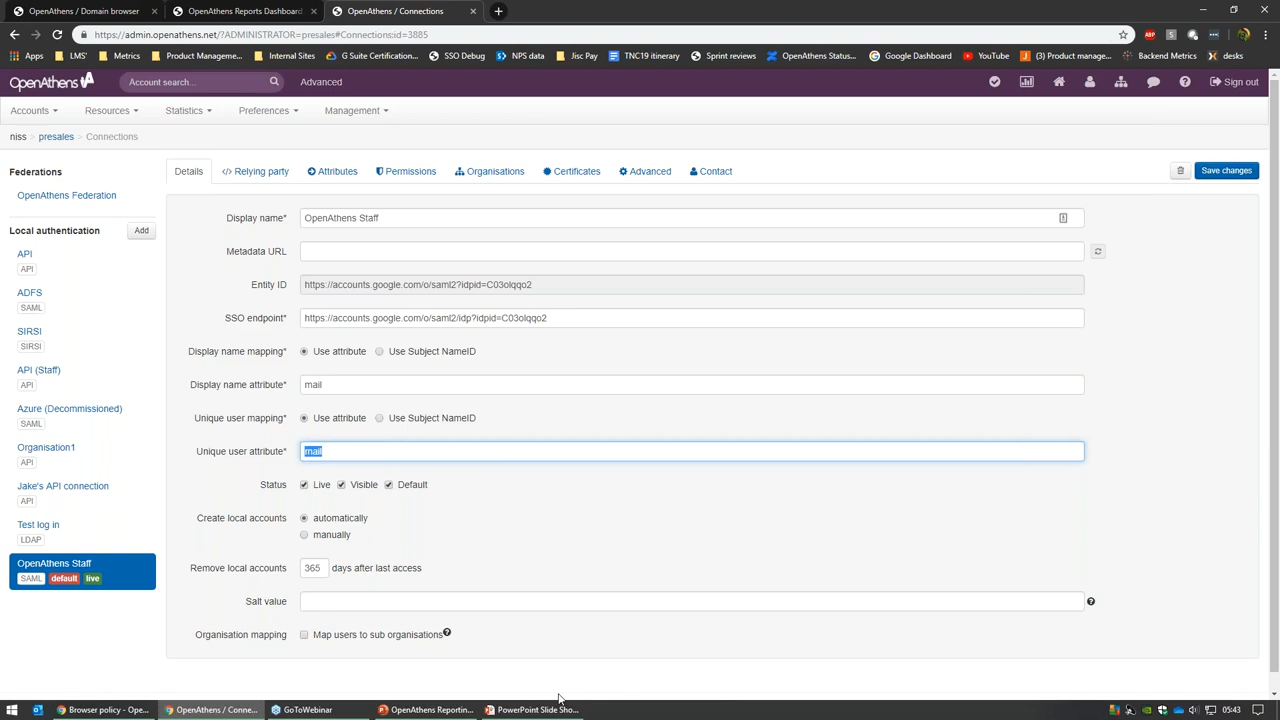 OpenAthens / Domain browser
OpenAthens Reports Dashboard
OpenAthens / Connections
https://admin.openathens.net/?ADMINISTRATOR=presales#Connections:id=3885
Apps
LMS'
Metrics
Product Manageme...
Internal Sites
G Suite Certification...
SSO Debug
NPS data
Jisc Pay
TNC19 itinerary
Sprint reviews
OpenAthens Status...
Google Dashboard
YouTube
(3) Product manage...
Backend Metrics
desks
OpenAthens
Account search...
Advanced
Sign out
Accounts
Resources
Statistics
Preferences
Management
niss > presales > Connections
Federations
OpenAthens Federation
Local authentication
Add
API
API
ADFS
SAML
SIRSI
SIRSI
API (Staff)
API
Azure (Decommissioned)
SAML
Organisation1
API
Jake's API connection
API
Test log in
LDAP
OpenAthens Staff
SAML default live
Details
</> Relying party
Attributes
Permissions
Organisations
Certificates
Advanced
Contact
Save changes
Display name* OpenAthens Staff
Metadata URL
Entity ID https://accounts.google.com/o/saml2?idpid=C03olqqo2
SSO endpoint* https://accounts.google.com/o/saml2/idp?idpid=C03olqqo2
Display name mapping* Use attribute Use Subject NameID
Display name attribute* mail
Unique user mapping* Use attribute Use Subject NameID
Unique user attribute* mail
Status Live Visible Default
Create local accounts automatically
manually
Remove local accounts 365 days after last access
Salt value
Organisation mapping Map users to sub organisations
Browser policy - Ope...
OpenAthens / Conne...
GoToWebinar
OpenAthens Reportin...
PowerPoint Slide Sho...
05:43